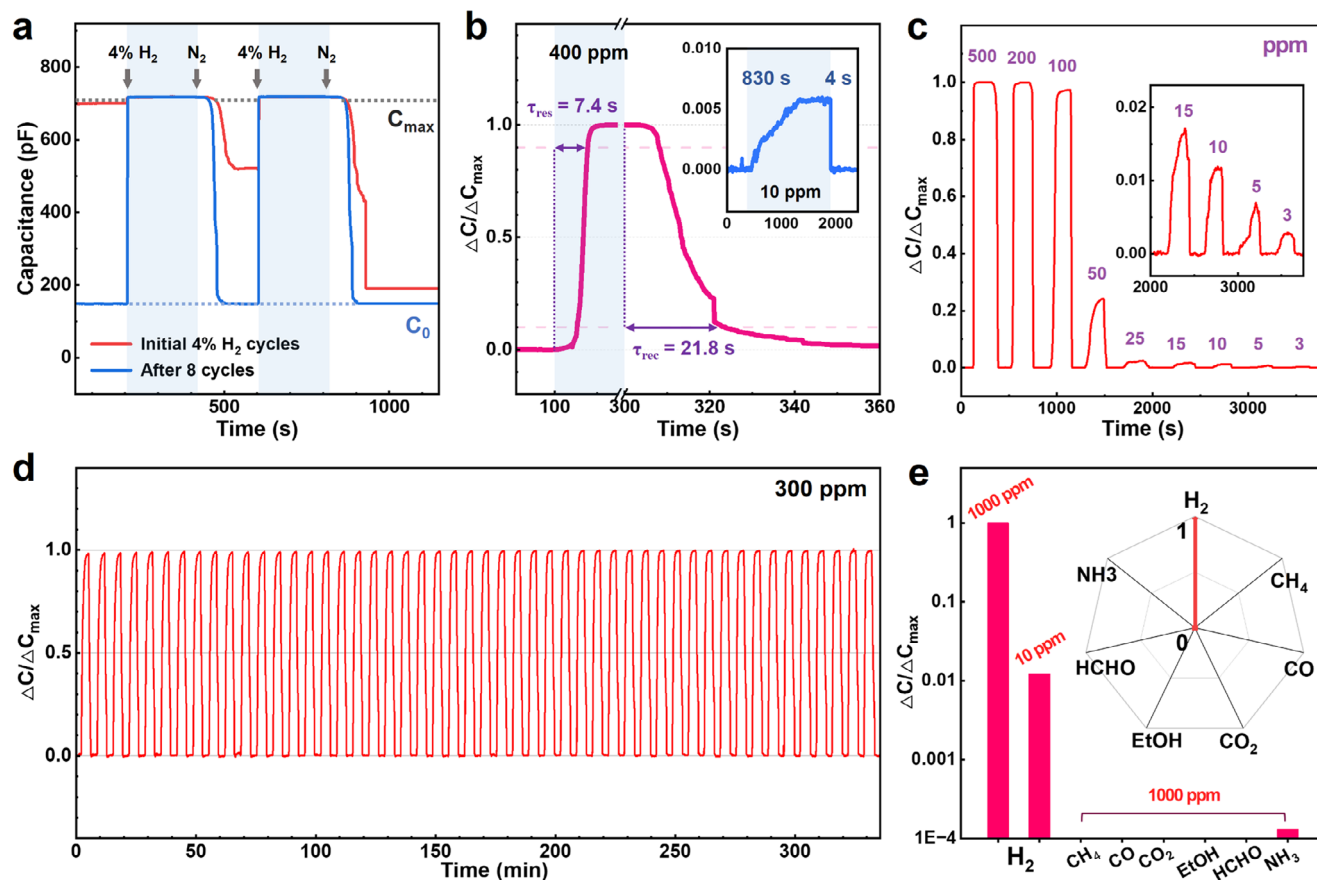 a
4% H₂ N₂ 4% H₂ N₂
800
600
400
200
0
Capacitance (pF)
Cmax
C₀
Initial 4% H₂ cycles
After 8 cycles
500 1000
Time (s)
b
400 ppm
τres = 7.4 s
τrec = 21.8 s
1.0
0.5
0.0
△C/△Cmax
100 300 320 340 360
Time (s)
0.010
0.005
0.000
830 s 4 s
10 ppm
0 1000 2000
c
ppm
500 200 100
50
25 15 10 5 3
1.0
0.8
0.6
0.4
0.2
0.0
△C/△Cmax
0 1000 2000 3000
Time (s)
0.02
0.01
0.00
15
10
5
3
2000 3000
d
300 ppm
1.0
0.5
0.0
△C/△Cmax
0 50 100 150 200 250 300
Time (min)
e
1000 ppm
10 ppm
1
0.1
0.01
0.001
1E−4
△C/△Cmax
H₂
1
0
CH₄
CO
CO₂
EtOH
HCHO
NH3
1000 ppm
H₂ CH₄ CO CO₂ EtOH HCHO NH₃